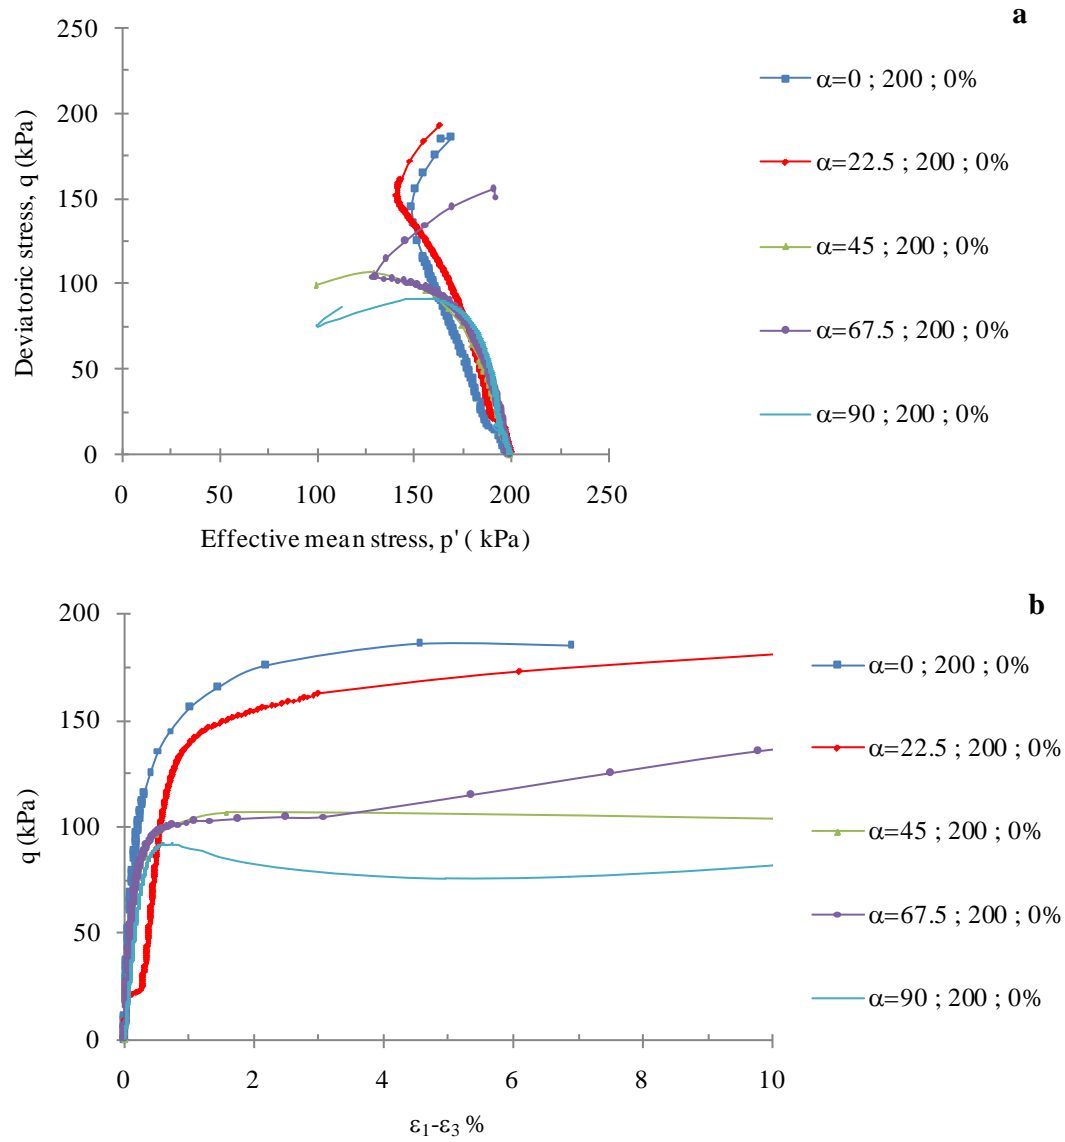 a
250
200
150
100
50
0
Deviatoric stress, q (kPa)
0 50 100 150 200 250
Effective mean stress, p' ( kPa)
α=0 ; 200 ; 0%
α=22.5 ; 200 ; 0%
α=45 ; 200 ; 0%
α=67.5 ; 200 ; 0%
α=90 ; 200 ; 0%
b
200
150
100
50
0
q (kPa)
0 2 4 6 8 10
ε1-ε3 %
α=0 ; 200 ; 0%
α=22.5 ; 200 ; 0%
α=45 ; 200 ; 0%
α=67.5 ; 200 ; 0%
α=90 ; 200 ; 0%